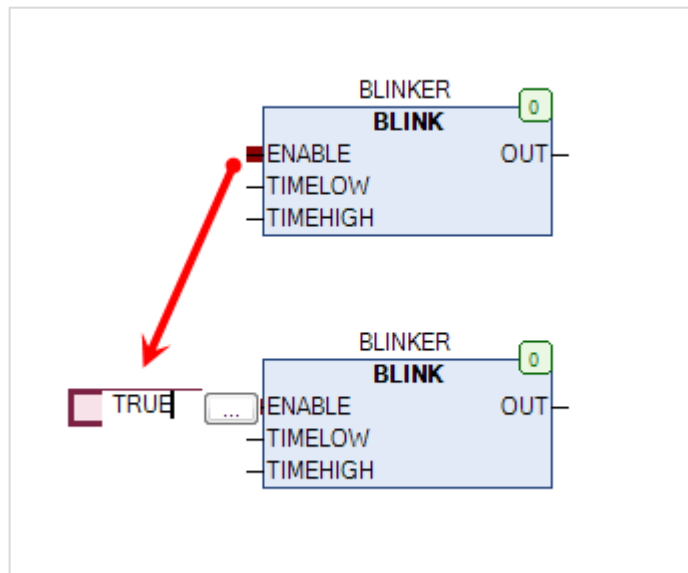 BLINKER
0
BLINK
ENABLE OUT
TIMELOW
TIMEHIGH
BLINKER
0
BLINK
TRUE ... ENABLE OUT
TIMELOW
TIMEHIGH